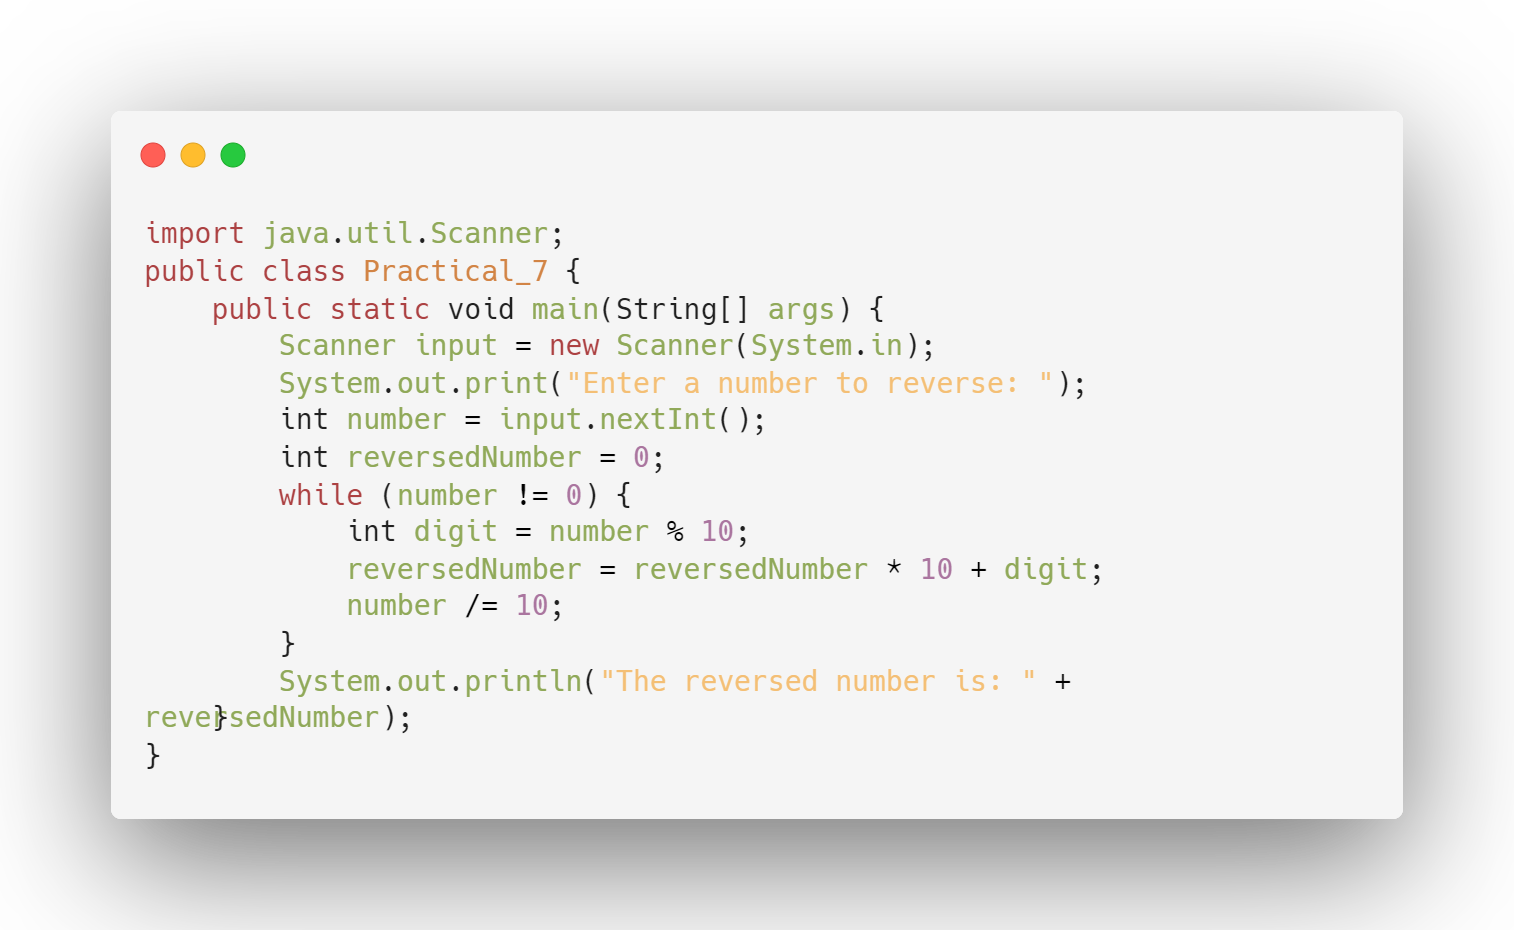 import java.util.Scanner;
public class Practical_7 {
    public static void main(String[] args) {
        Scanner input = new Scanner(System.in);
        System.out.print("Enter a number to reverse: ");
        int number = input.nextInt();
        int reversedNumber = 0;
        while (number != 0) {
            int digit = number % 10;
            reversedNumber = reversedNumber * 10 + digit;
            number /= 10;
        }
        System.out.println("The reversed number is: " +
reversedNumber);
    }
}